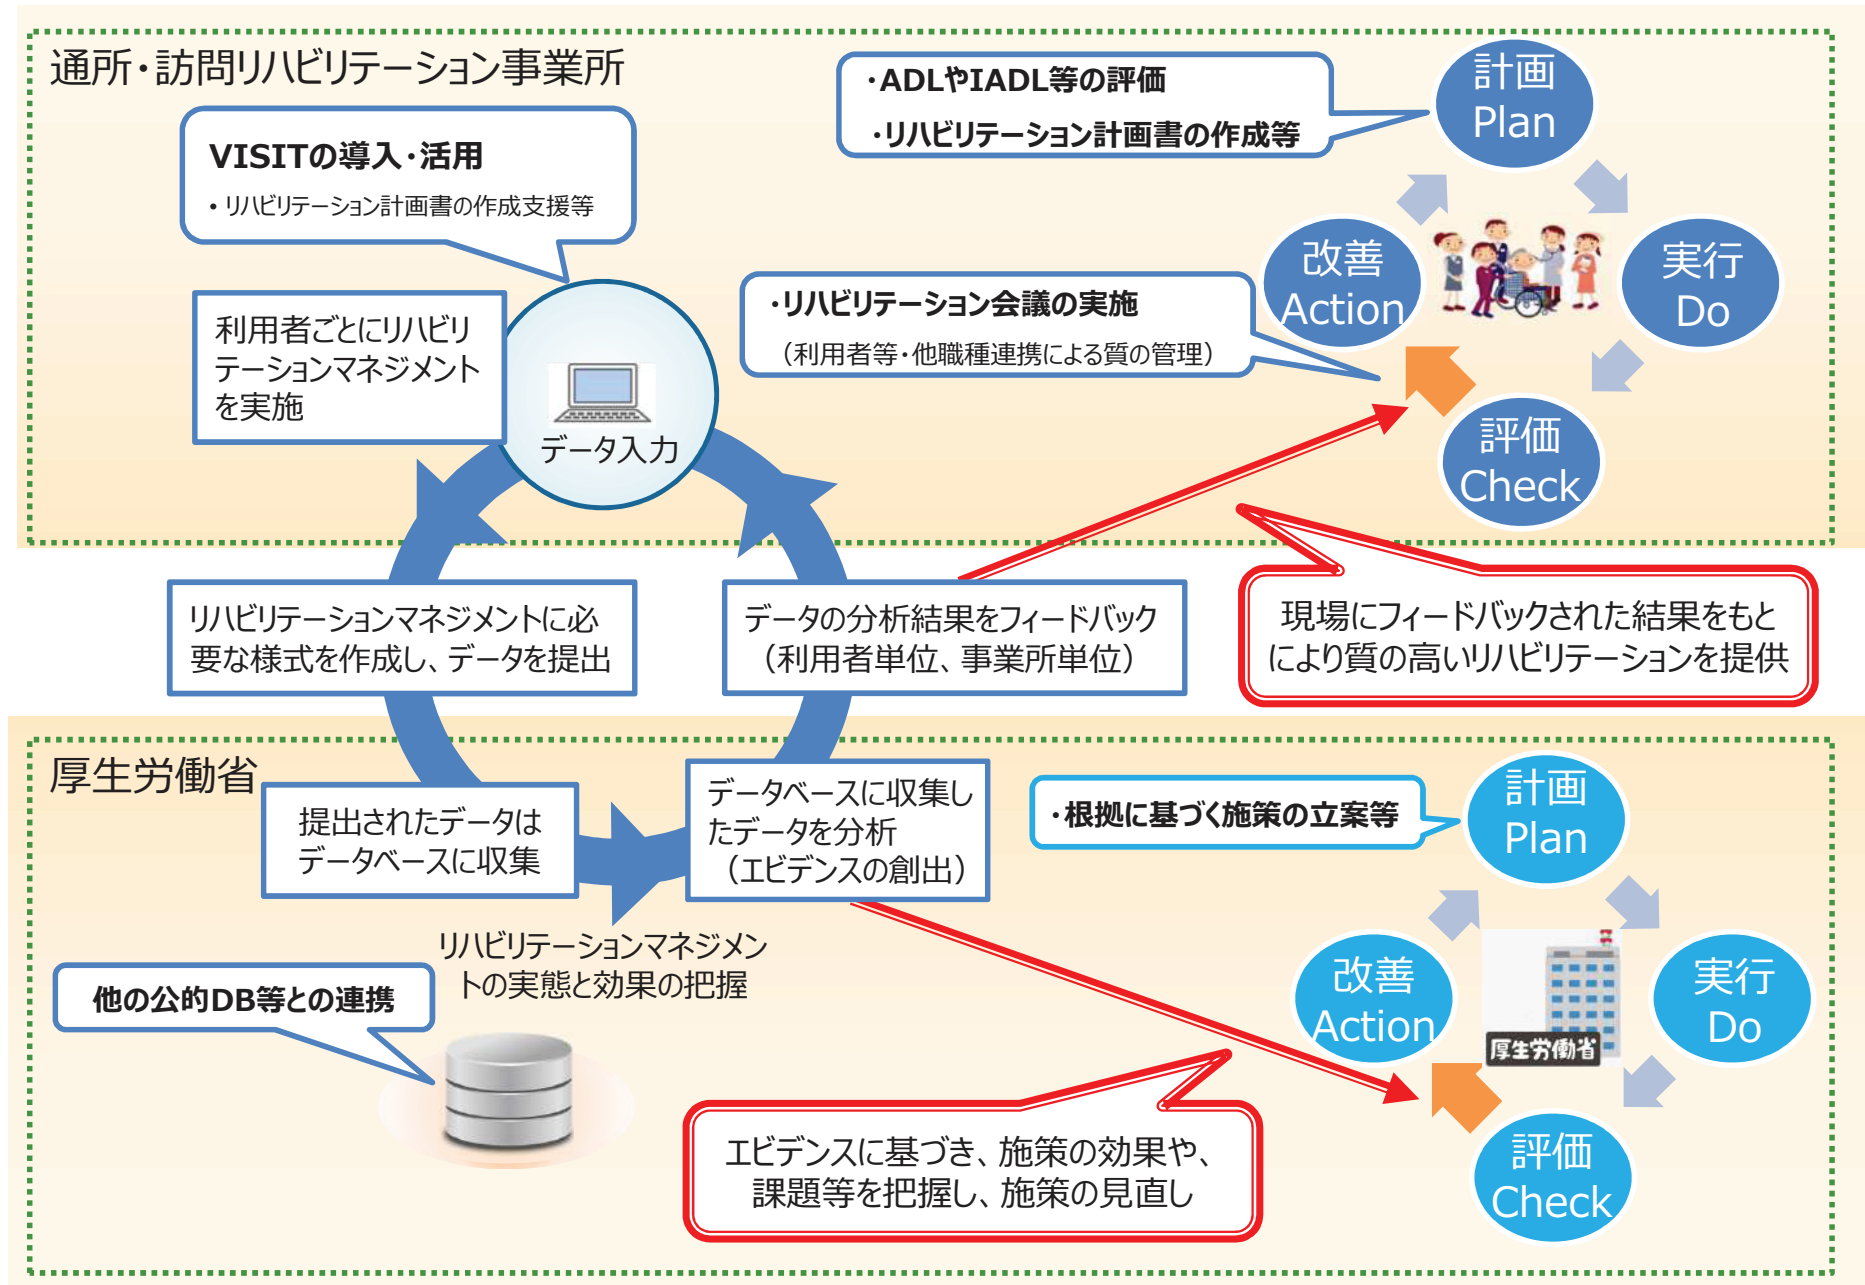 通所・訪問リハビリテーション事業所
VISITの導入・活用
・リハビリテーション計画書の作成支援等
・ADLやIADL等の評価
・リハビリテーション計画書の作成等
計画
Plan
実行
Do
評価
Check
改善
Action
・リハビリテーション会議の実施
（利用者等・他職種連携による質の管理）
利用者ごとにリハビリ
テーションマネジメント
を実施
データ入力
リハビリテーションマネジメントに必
要な様式を作成し、データを提出
データの分析結果をフィードバック
（利用者単位、事業所単位）
現場にフィードバックされた結果をもと
により質の高いリハビリテーションを提供
厚生労働省
提出されたデータは
データベースに収集
データベースに収集し
たデータを分析
（エビデンスの創出）
リハビリテーションマネジメン
トの実態と効果の把握
他の公的DB等との連携
・根拠に基づく施策の立案等
計画
Plan
実行
Do
評価
Check
改善
Action
厚生労働省
エビデンスに基づき、施策の効果や、
課題等を把握し、施策の見直し